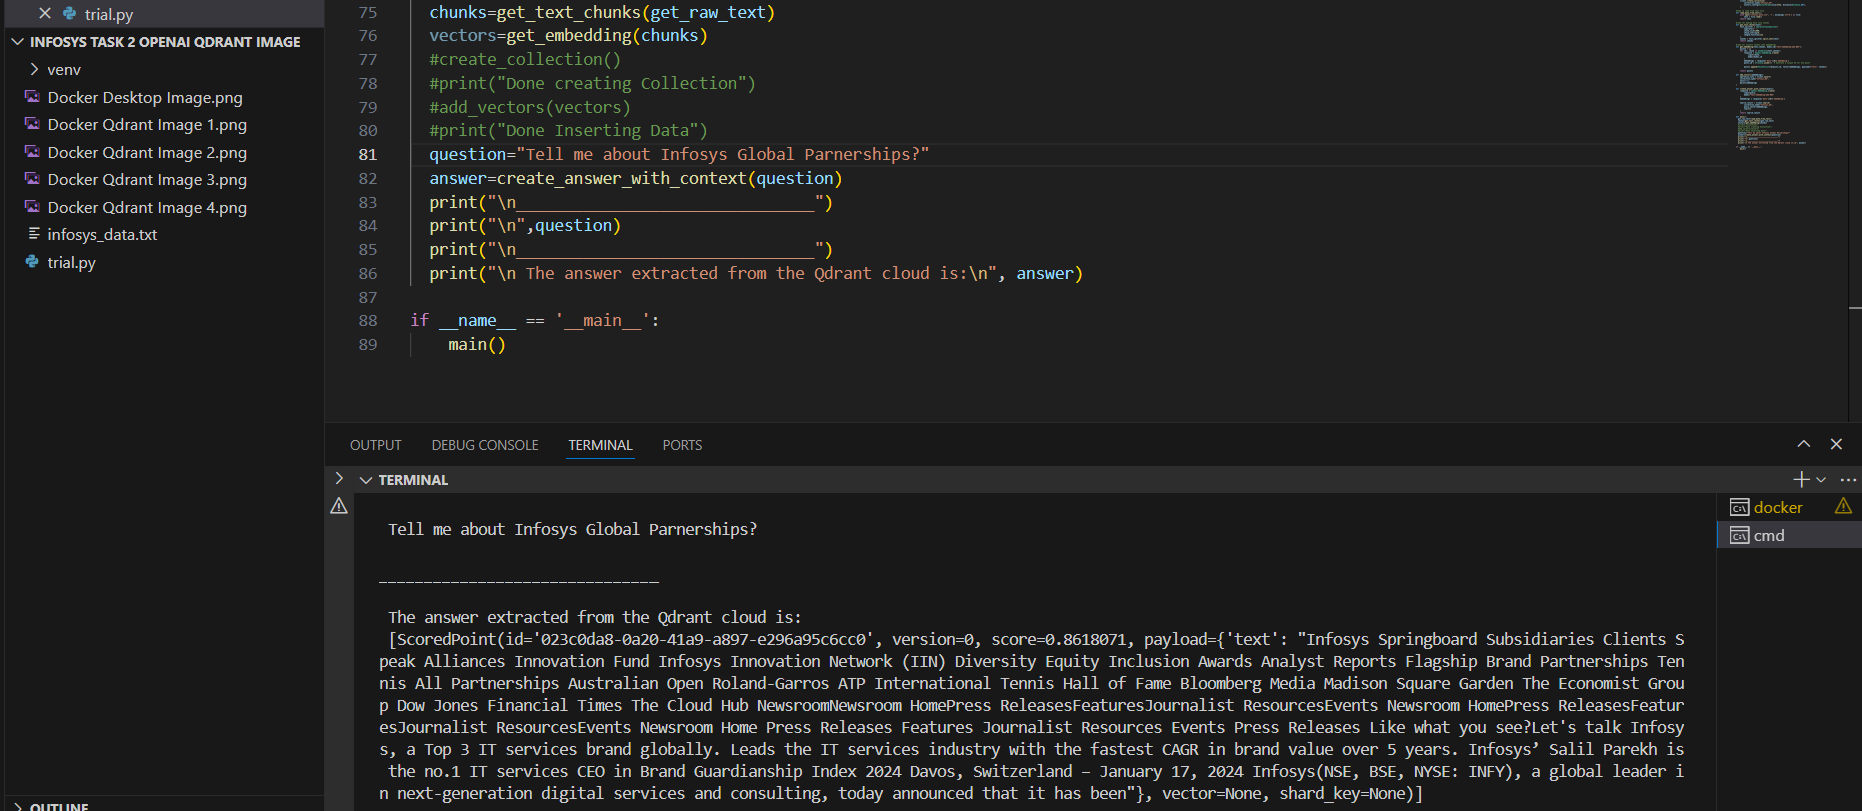 trial.py
INFOSYS TASK 2 OPENAI QDRANT IMAGE
venv
Docker Desktop Image.png
Docker Qdrant Image 1.png
Docker Qdrant Image 2.png
Docker Qdrant Image 3.png
Docker Qdrant Image 4.png
infosys_data.txt
trial.py
OUTLINE
75 chunks=get_text_chunks(get_raw_text)
76 vectors=get_embedding(chunks)
77 #create_collection()
78 #print("Done creating Collection")
79 #add_vectors(vectors)
80 #print("Done Inserting Data")
81 question="Tell me about Infosys Global Parnerships?"
82 answer=create_answer_with_context(question)
83 print("\n_______________________________")
84 print("\n",question)
85 print("\n_______________________________")
86 print("\n The answer extracted from the Qdrant cloud is:\n", answer)
87
88 if __name__ == '__main__':
89 main()
OUTPUT DEBUG CONSOLE TERMINAL PORTS
TERMINAL
docker
cmd
Tell me about Infosys Global Parnerships?
_______________________________
The answer extracted from the Qdrant cloud is:
[ScoredPoint(id='023c0da8-0a20-41a9-a897-e296a95c6cc0', version=0, score=0.8618071, payload={'text': "Infosys Springboard Subsidiaries Clients S
peak Alliances Innovation Fund Infosys Innovation Network (IIN) Diversity Equity Inclusion Awards Analyst Reports Flagship Brand Partnerships Ten
nis All Partnerships Australian Open Roland-Garros ATP International Tennis Hall of Fame Bloomberg Media Madison Square Garden The Economist Grou
p Dow Jones Financial Times The Cloud Hub NewsroomNewsroom HomePress ReleasesFeaturesJournalist ResourcesEvents Newsroom HomePress ReleasesFeatur
esJournalist ResourcesEvents Newsroom Home Press Releases Features Journalist Resources Events Press Releases Like what you see?Let's talk Infosy
s, a Top 3 IT services brand globally. Leads the IT services industry with the fastest CAGR in brand value over 5 years. Infosys’ Salil Parekh is
the no.1 IT services CEO in Brand Guardianship Index 2024 Davos, Switzerland – January 17, 2024 Infosys(NSE, BSE, NYSE: INFY), a global leader i
n next-generation digital services and consulting, today announced that it has been"}, vector=None, shard_key=None)]